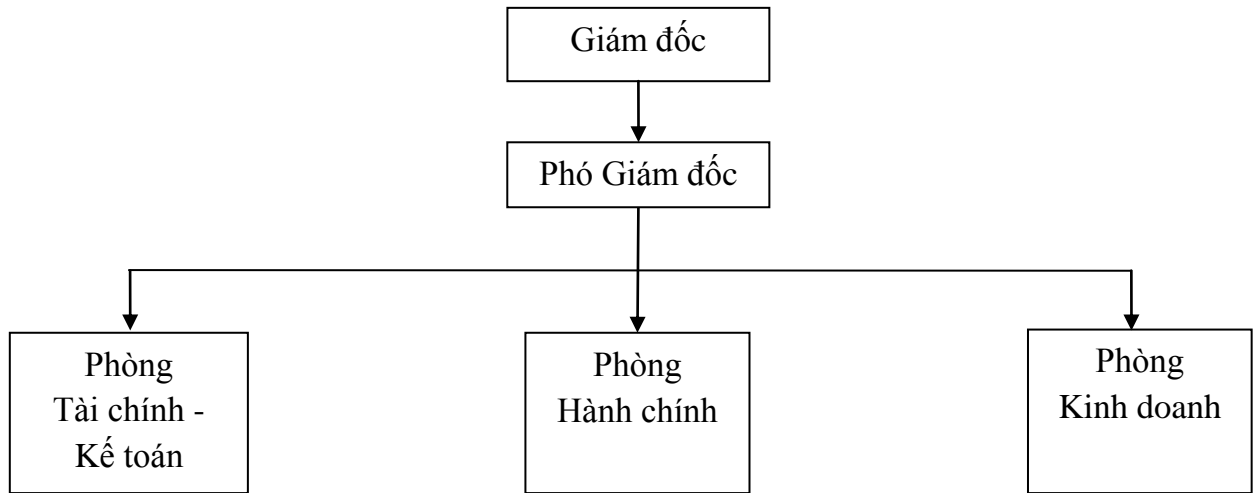 Giám đốc
Phó Giám đốc
Phòng
Tài chính -
Kế toán
Phòng
Hành chính
Phòng
Kinh doanh